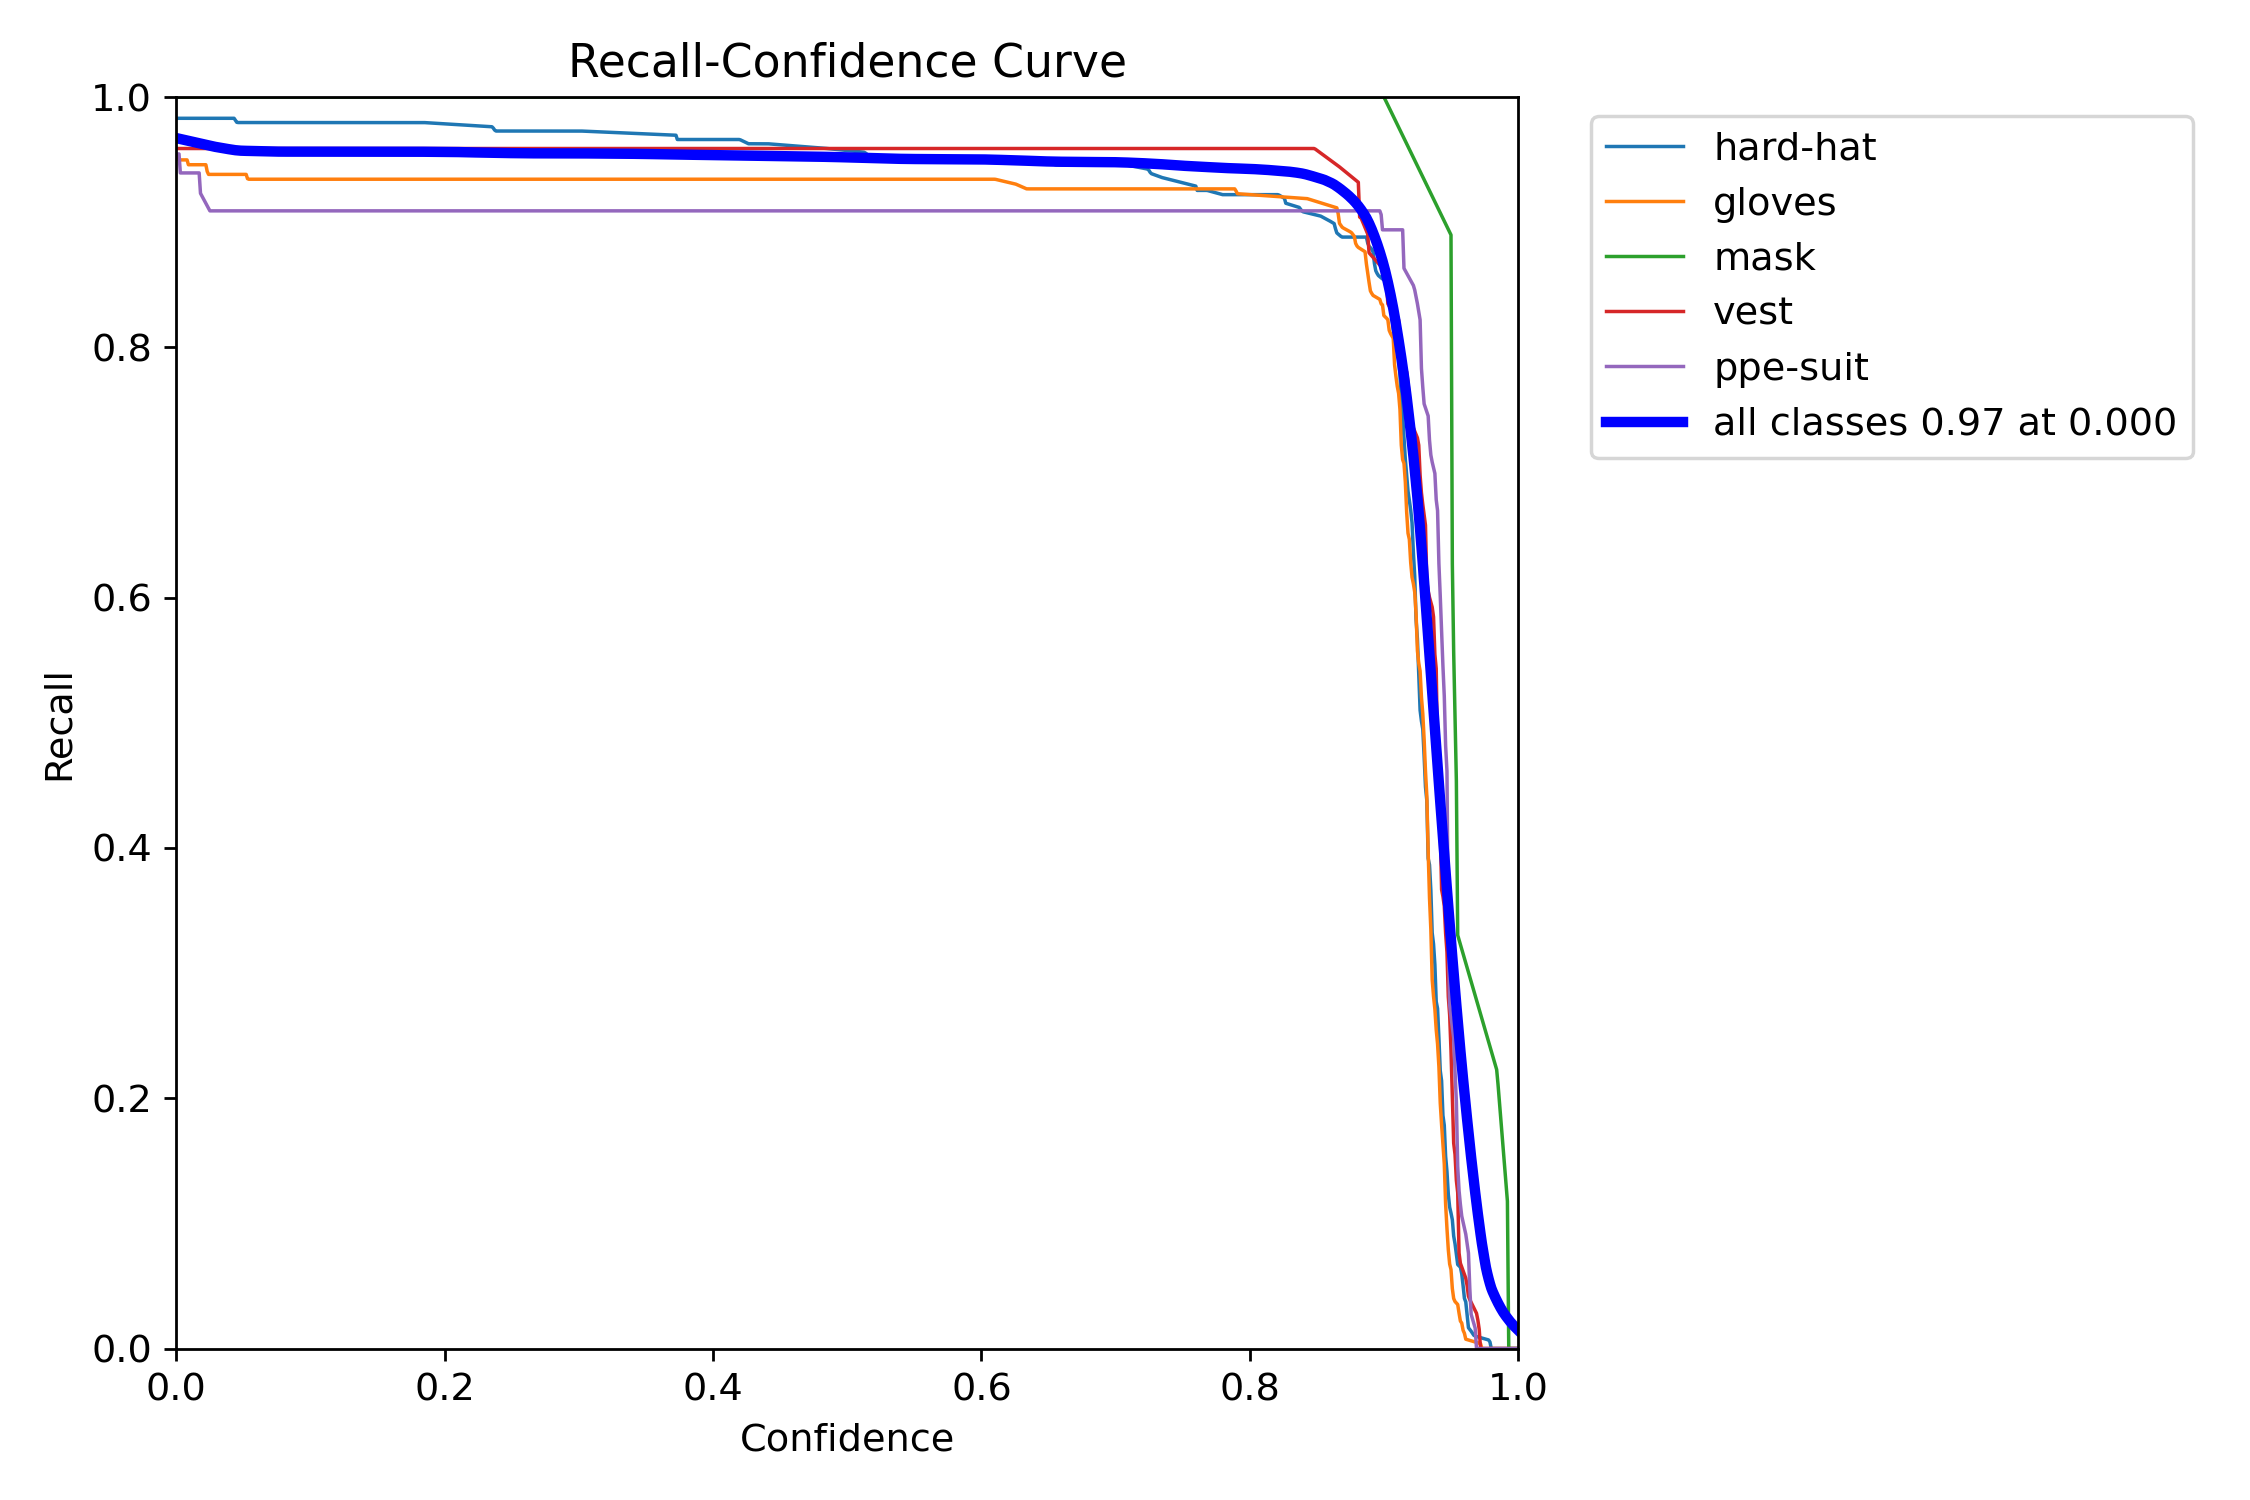 Recall-Confidence Curve
1.0
0.8
0.6
0.4
0.2
0.0
Recall
0.0 0.2 0.4 0.6 0.8 1.0
Confidence
hard-hat
gloves
mask
vest
ppe-suit
all classes 0.97 at 0.000